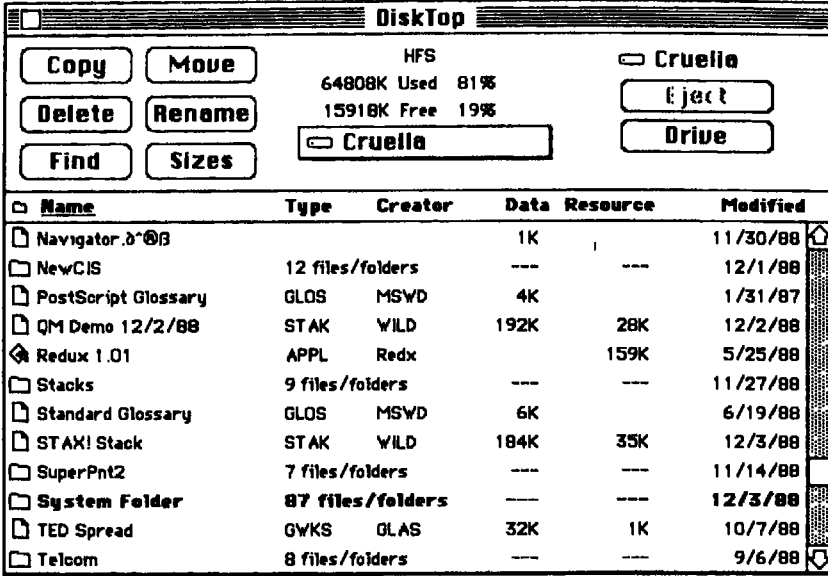 DiskTop
Copy Move
Delete Rename
Find Sizes
HFS
64808K Used 81%
15918K Free 19%
Cruella
Cruella
Eject
Drive
Name Type Creator Data Resource Modified
Navigator.∂ˆ®ß 1K 11/30/88
NewCIS 12 files/folders --- --- 12/1/88
PostScript Glossary GLOS MSWD 4K 1/31/87
QM Demo 12/2/88 STAK WILD 192K 28K 12/2/88
Redux 1.01 APPL Redx 159K 5/25/88
Stacks 9 files/folders --- --- 11/27/88
Standard Glossary GLOS MSWD 6K 6/19/88
STAX! Stack STAK WILD 184K 35K 12/3/88
SuperPnt2 7 files/folders --- --- 11/14/88
System Folder 87 files/folders --- --- 12/3/88
TED Spread GWKS GLAS 32K 1K 10/7/88
Telcom 8 files/folders --- --- 9/6/88